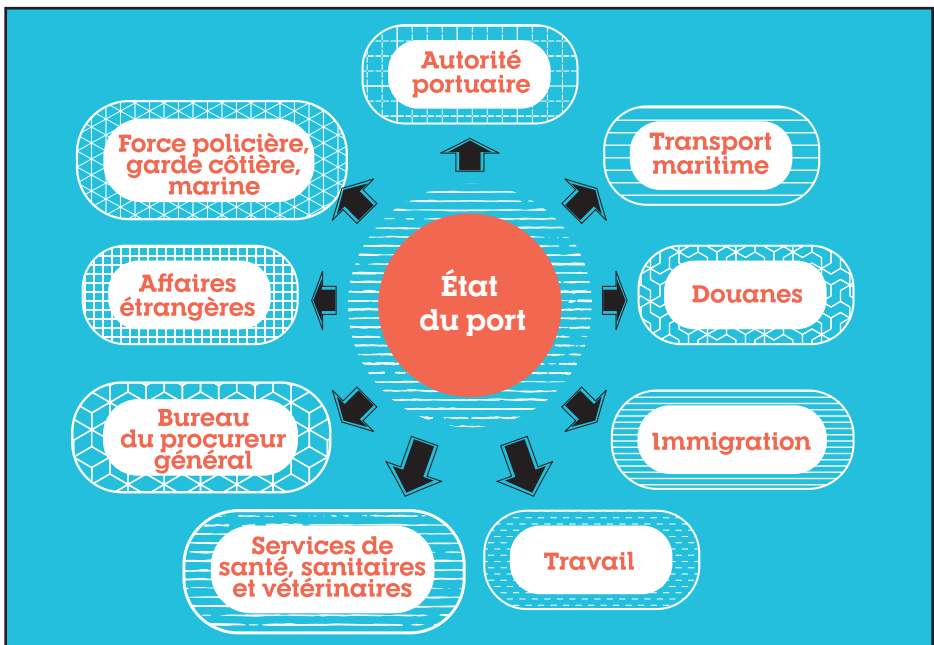 Autorité
portuaire
Force policière,
garde côtière,
marine
Transport
maritime
Affaires
étrangères
État
du port
Douanes
Bureau
du procureur
général
Immigration
Services de
santé, sanitaires
et vétérinaires
Travail